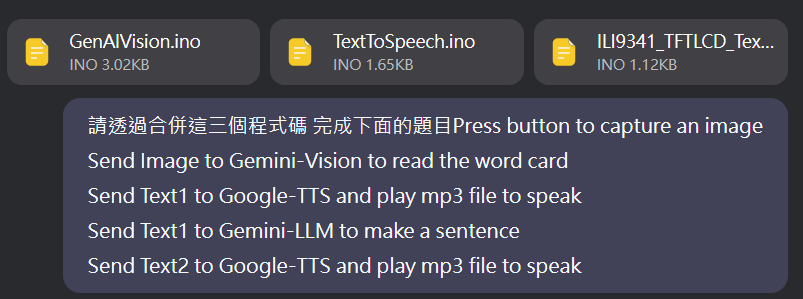 GenAIVision.ino
INO 3.02KB
TextToSpeech.ino
INO 1.65KB
ILI9341_TFTLCD_Tex...
INO 1.12KB
請透過合併這三個程式碼 完成下面的題目Press button to capture an image
Send Image to Gemini-Vision to read the word card
Send Text1 to Google-TTS and play mp3 file to speak
Send Text1 to Gemini-LLM to make a sentence
Send Text2 to Google-TTS and play mp3 file to speak